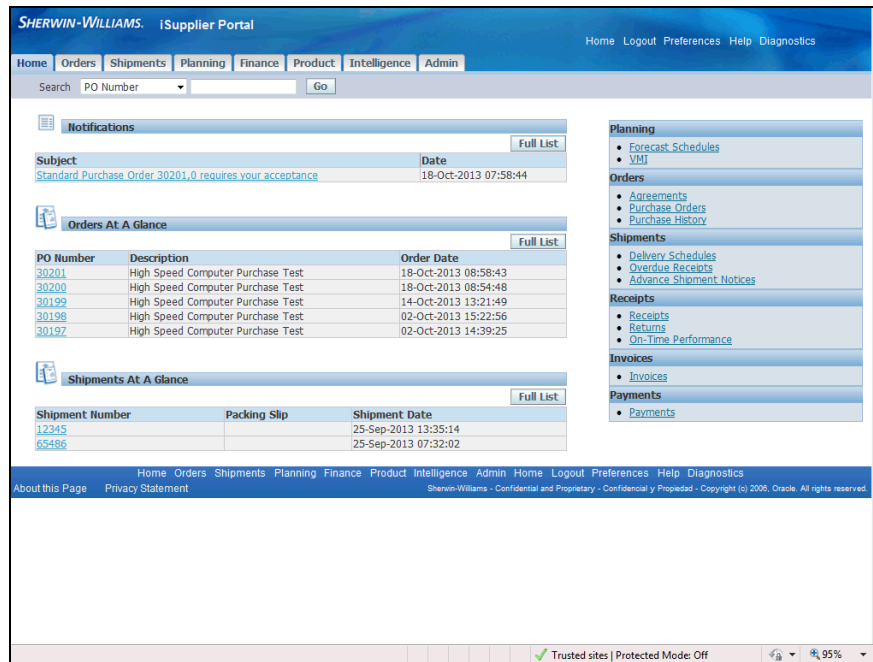 SHERWIN-WILLIAMS. iSupplier Portal
Home Logout Preferences Help Diagnostics
Home Orders Shipments Planning Finance Product Intelligence Admin
Search PO Number Go
Notifications
Full List
Subject Date
Standard Purchase Order 30201,0 requires your acceptance 18-Oct-2013 07:58:44
Orders At A Glance
Full List
PO Number Description Order Date
30201 High Speed Computer Purchase Test 18-Oct-2013 08:58:43
30200 High Speed Computer Purchase Test 18-Oct-2013 08:54:48
30199 High Speed Computer Purchase Test 14-Oct-2013 13:21:49
30198 High Speed Computer Purchase Test 02-Oct-2013 15:22:56
30197 High Speed Computer Purchase Test 02-Oct-2013 14:39:25
Shipments At A Glance
Full List
Shipment Number Packing Slip Shipment Date
12345 25-Sep-2013 13:35:14
65486 25-Sep-2013 07:32:02
Planning
Forecast Schedules
VMI
Orders
Agreements
Purchase Orders
Purchase History
Shipments
Delivery Schedules
Overdue Receipts
Advance Shipment Notices
Receipts
Receipts
Returns
On-Time Performance
Invoices
Invoices
Payments
Payments
Home Orders Shipments Planning Finance Product Intelligence Admin Home Logout Preferences Help Diagnostics
About this Page Privacy Statement Sherwin-Williams - Confidential and Proprietary - Confidencial y Propiedad - Copyright (c) 2006, Oracle. All rights reserved.
Trusted sites | Protected Mode: Off 95%